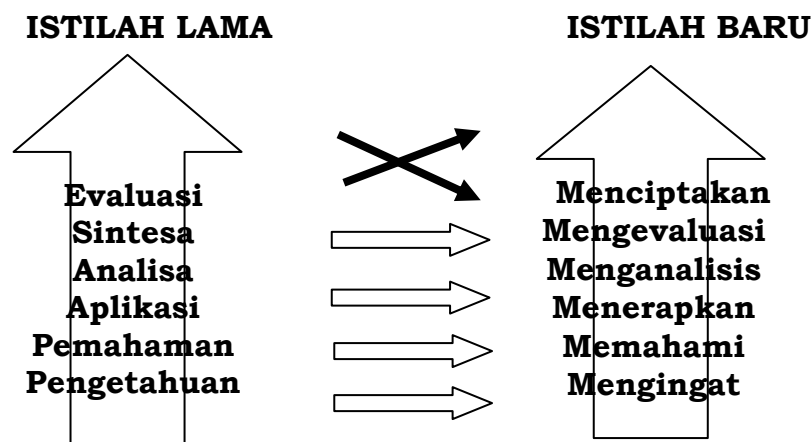 ISTILAH LAMA
ISTILAH BARU
Evaluasi
Sintesa
Analisa
Aplikasi
Pemahaman
Pengetahuan
Menciptakan
Mengevaluasi
Menganalisis
Menerapkan
Memahami
Mengingat